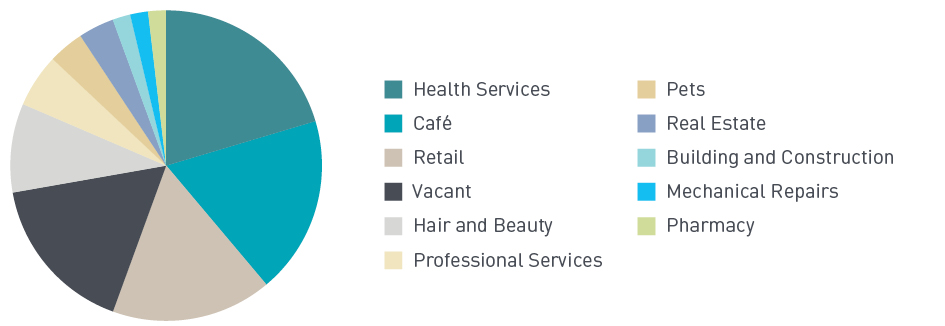 Health Services
Café
Retail
Vacant
Hair and Beauty
Professional Services
Pets
Real Estate
Building and Construction
Mechanical Repairs
Pharmacy